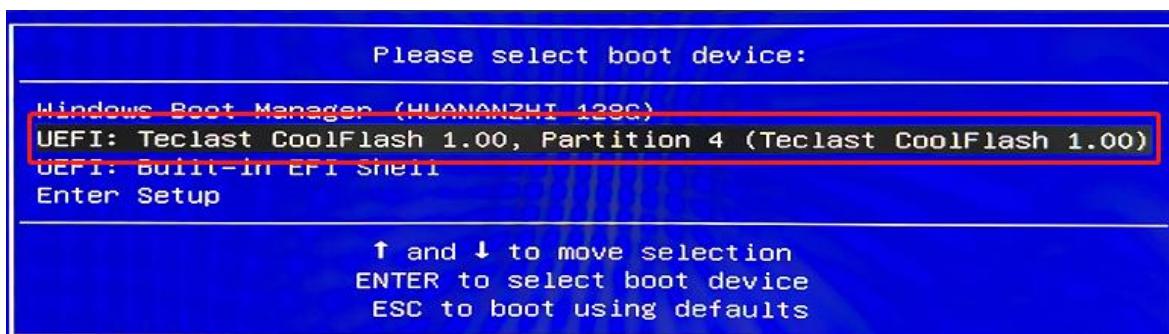 Please select boot device:
Windows Boot Manager (HUANANZHI 128G)
UEFI: Teclast CoolFlash 1.00, Partition 4 (Teclast CoolFlash 1.00)
UEFI: Built-in EFI Shell
Enter Setup
↑ and ↓ to move selection
ENTER to select boot device
ESC to boot using defaults